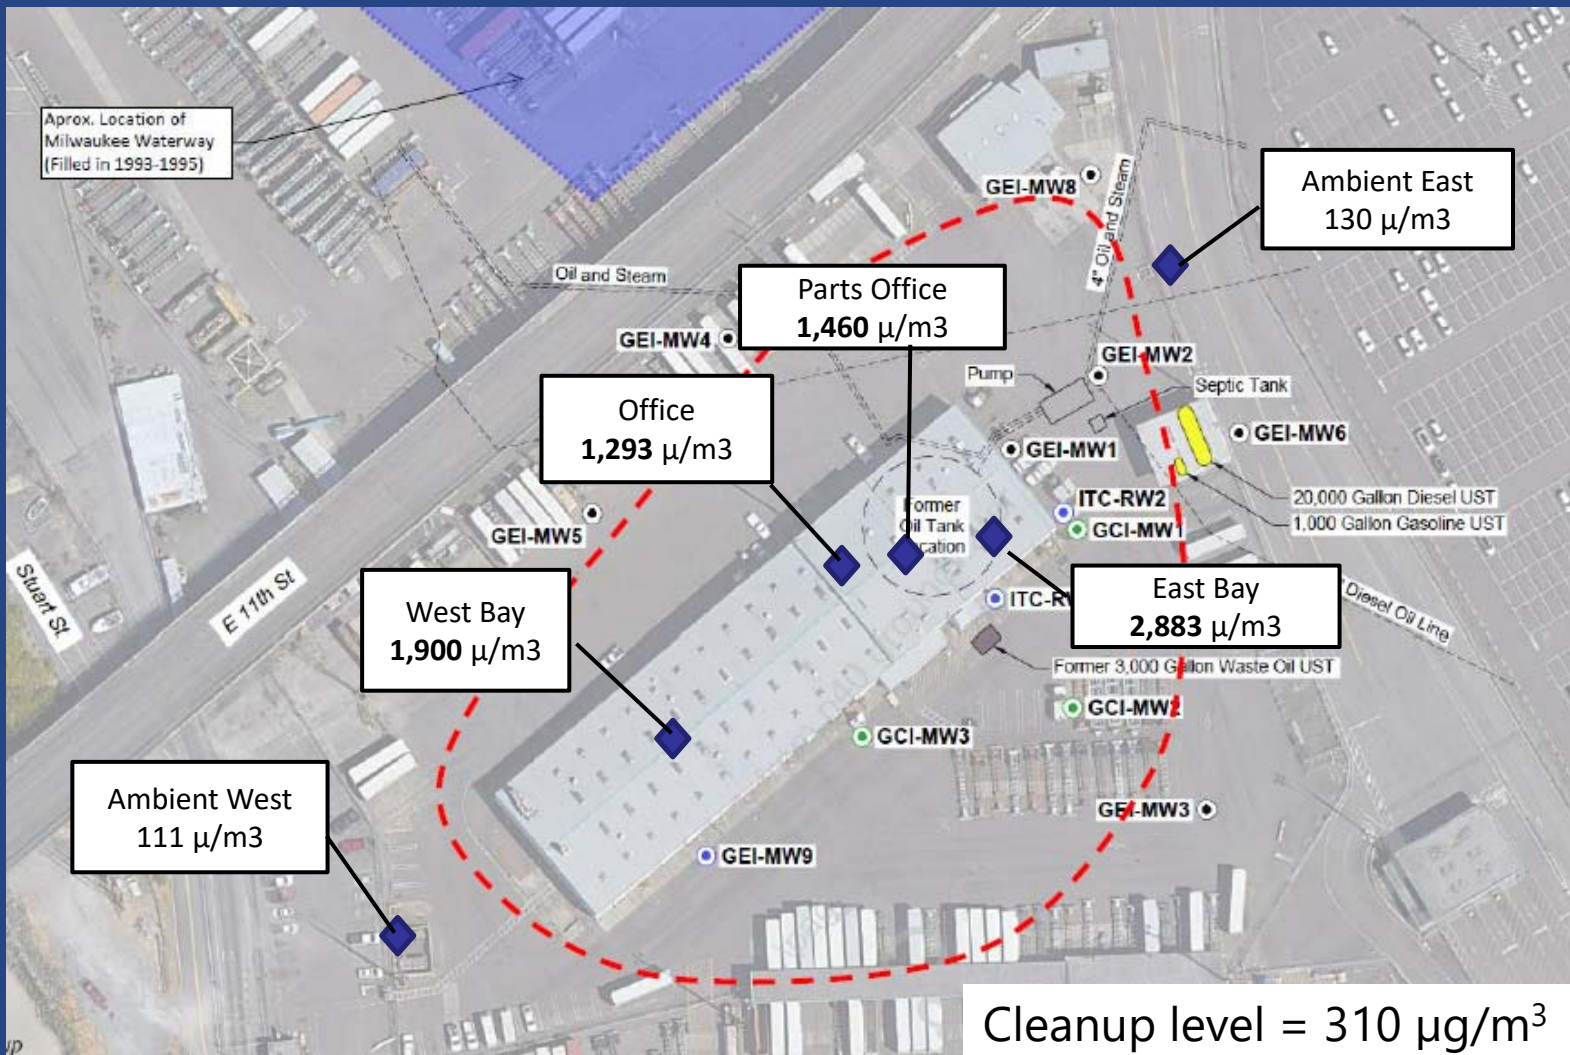 Aprox. Location of
Milwaukee Waterway
(Filled in 1993-1995)
GEI-MW8
4" Oil and Steam
Ambient East
130 µ/m3
Oil and Steam
Parts Office
1,460 µ/m3
GEI-MW4
GEI-MW2
Pump
Septic Tank
Office
1,293 µ/m3
GEI-MW6
GEI-MW1
20,000 Gallon Diesel UST
ITC-RW2
1,000 Gallon Gasoline UST
GCI-MW1
Former
Oil Tank
GEI-MW5
Stuart St
E 11th St
West Bay
1,900 µ/m3
East Bay
2,883 µ/m3
Diesel Oil Line
Former 3,000 Gallon Waste Oil UST
GCI-MW2
GCI-MW3
Ambient West
111 µ/m3
GEI-MW3
GEI-MW9
Cleanup level = 310 µg/m³